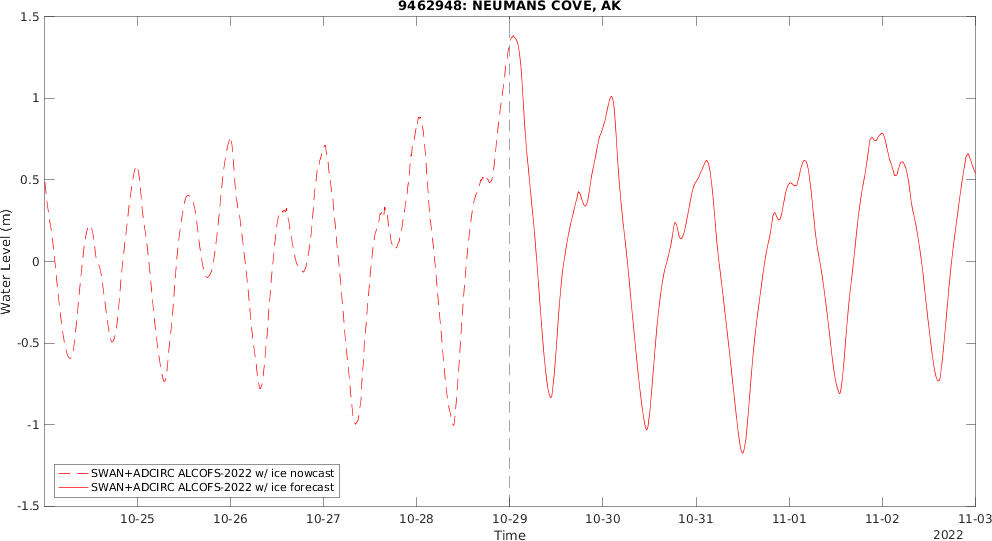 9462948: NEUMANS COVE, AK
Water Level (m)
1.5
1
0.5
0
-0.5
-1
-1.5
SWAN+ADCIRC ALCOFS-2022 w/ ice nowcast
SWAN+ADCIRC ALCOFS-2022 w/ ice forecast
10-25 10-26 10-27 10-28 10-29 10-30 10-31 11-01 11-02 11-03
Time
2022